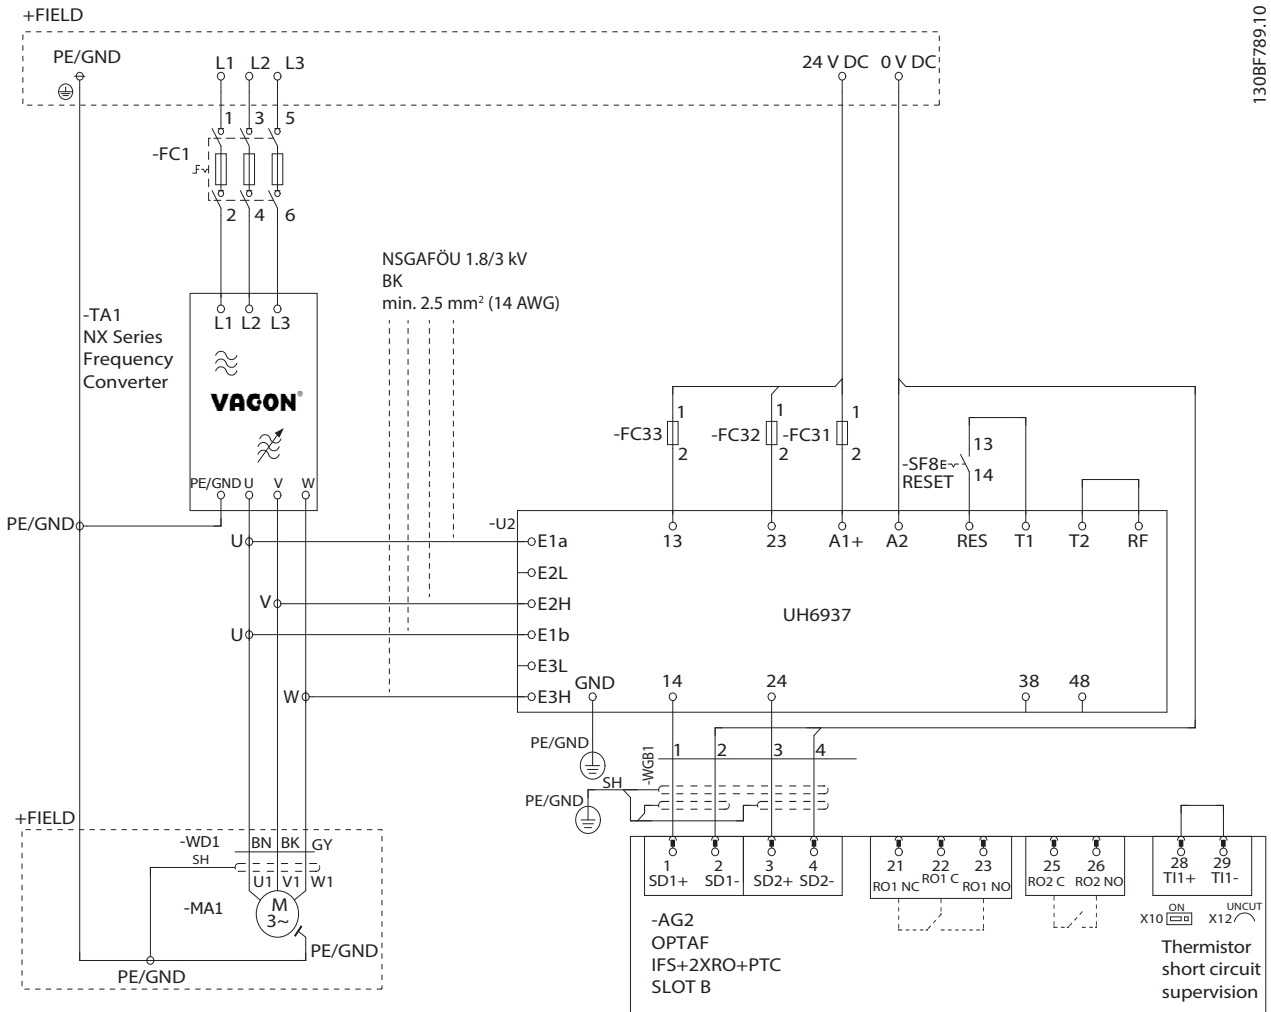 +FIELD
130BF789.10
PE/GND
L1 L2 L3
24 V DC 0 V DC
1 3 5
-FC1
2 4 6
NSGAFÖU 1.8/3 kV
BK
min. 2.5 mm² (14 AWG)
-TA1
NX Series
Frequency
Converter
L1 L2 L3
VACON®
PE/GND U V W
1 1 1
-FC33 -FC32 -FC31
2 2 2
13
-SF8
RESET
14
PE/GND
-U2
13 23 A1+ A2 RES T1 T2 RF
U
E1a
E2L
V
E2H
UH6937
U
E1b
E3L
W
E3H
GND
14 24 38 48
PE/GND
-WGB1
1 2 3 4
SH
PE/GND
+FIELD
-WD1 BN BK GY
SH
U1 V1 W1
-MA1
M
3~
PE/GND
PE/GND
1 2 3 4 21 22 23 25 26 28 29
SD1+ SD1- SD2+ SD2- RO1 NC RO1 C RO1 NO RO2 C RO2 NO TI1+ TI1-
ON
X10
UNCUT
X12
-AG2
OPTAF
IFS+2XRO+PTC
SLOT B
Thermistor
short circuit
supervision